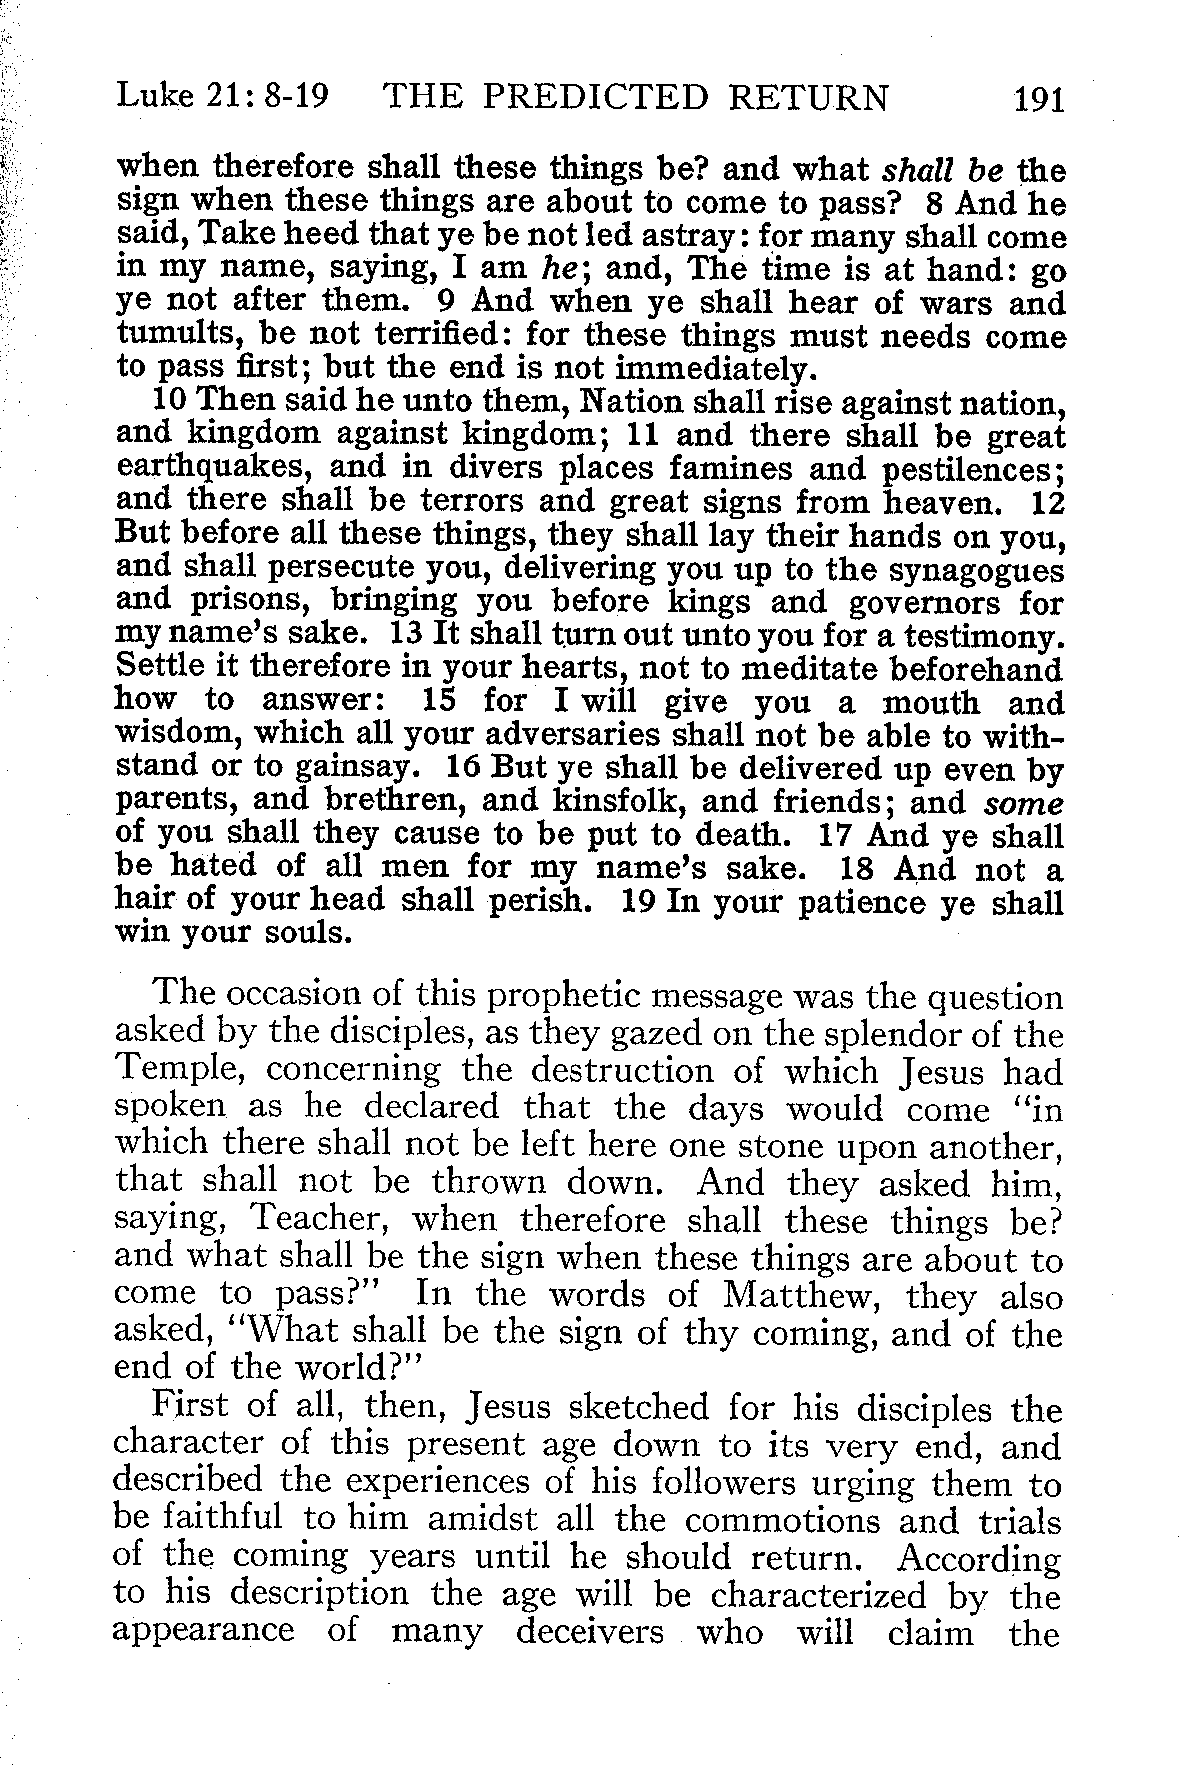 Luke 21: 8-19 THE PREDICTED RETURN 191
when therefore shall these things be? and what shall be the
sign when these things are about to come to pass? 8 And he
said, Take heed that ye be not led astray: for many shall come
in my name, saying, I am he; and, The time is at hand: go
ye not after them. 9 And when ye shall hear of wars and
tumults, be not terrified: for these things must needs come
to pass first; but the end is not immediately.
10 Then said he unto them, Nation shall rise against nation,
and kingdom against kingdom; 11 and there shall be great
earthquakes, and in divers places famines and pestilences;
and there shall be terrors and great signs from heaven. 12
But before all these things, they shall lay their hands on you,
and shall persecute you, delivering you up to the synagogues
and prisons, bringing you before kings and governors for
my name's sake. 13 It shall turn out unto you for a testimony.
Settle it therefore in your hearts, not to meditate beforehand
how to answer: 15 for I will give you a mouth and
wisdom, which all your adversaries shall not be able to with-
stand or to gainsay. 16 But ye shall be delivered up even by
parents, and brethren, and kinsfolk, and friends; and some
of you shall they cause to be put to death. 17 And ye shall
be hated of all men for my name's sake. 18 And not a
hair of your head shall perish. 19 In your patience ye shall
win your souls.
The occasion of this prophetic message was the question
asked by the disciples, as they gazed on the splendor of the
Temple, concerning the destruction of which Jesus had
spoken as he declared that the days would come "in
which there shall not be left here one stone upon another,
that shall not be thrown down. And they asked him,
saying, Teacher, when therefore shall these things be?
and what shall be the sign when these things are about to
come to pass?" In the words of Matthew, they also
asked, "What shall be the sign of thy coming, and of the
end of the world?"
First of all, then, Jesus sketched for his disciples the
character of this present age down to its very end, and
described the experiences of his followers urging them to
be faithful to him amidst all the commotions and trials
of the coming years until he should return. According
to his description the age will be characterized by the
appearance of many deceivers who will claim the